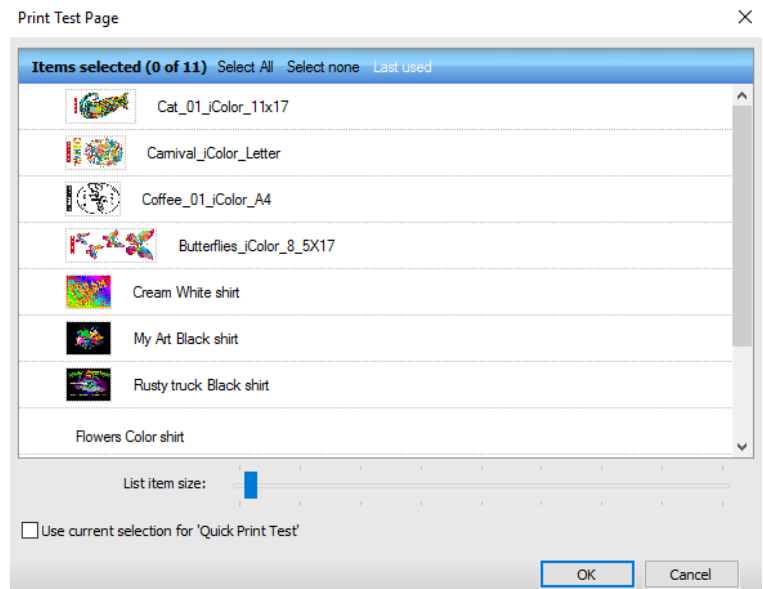 Print Test Page
Items selected (0 of 11) Select All Select none Last used
Cat_01_iColor_11x17
Carnival_iColor_Letter
Coffee_01_iColor_A4
Butterflies_iColor_8_5X17
Cream White shirt
My Art Black shirt
Rusty truck Black shirt
Flowers Color shirt
List item size:
Use current selection for 'Quick Print Test'
OK Cancel